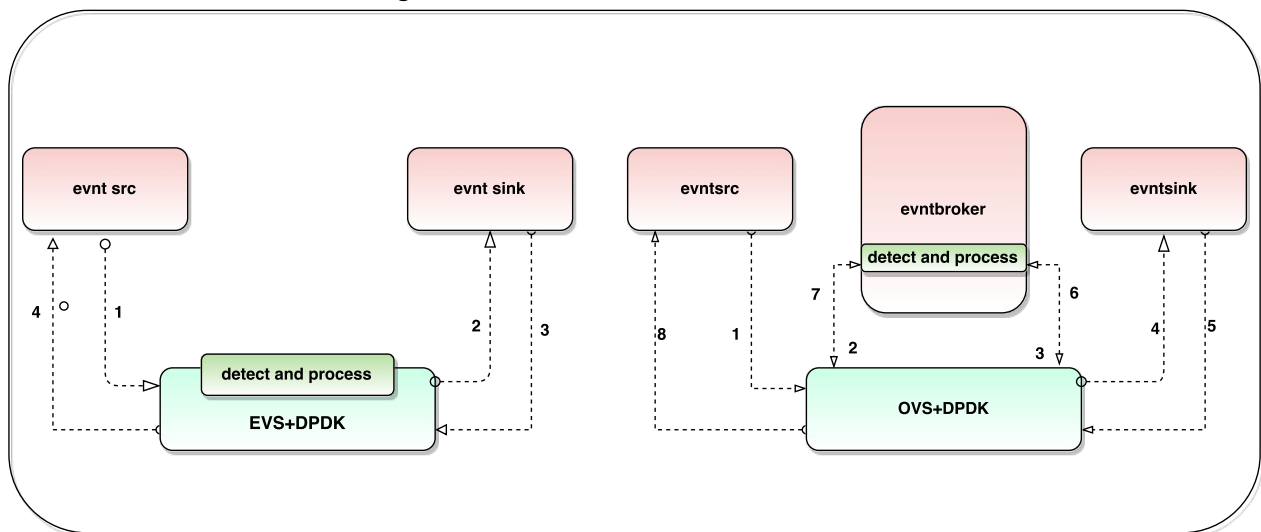 evnt src
evnt sink
4
1
2
3
detect and process
EVS+DPDK
evntsrc
evntbroker
detect and process
evntsink
8
1
7
2
6
3
4
5
OVS+DPDK